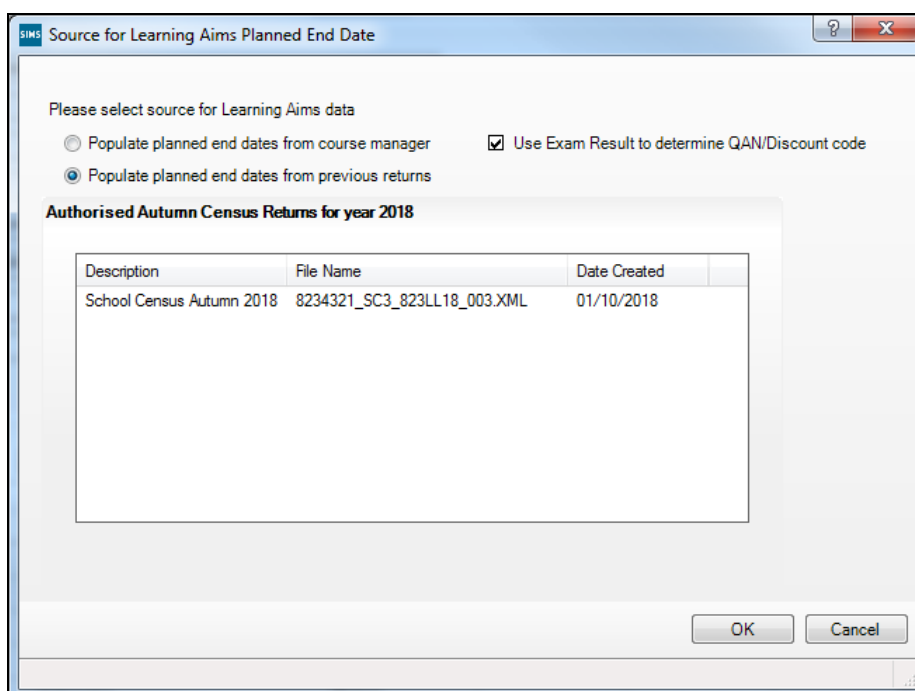 SIMS Source for Learning Aims Planned End Date ? X
Please select source for Learning Aims data
Populate planned end dates from course manager Use Exam Result to determine QAN/Discount code
Populate planned end dates from previous returns
Authorised Autumn Census Returns for year 2018
Description File Name Date Created
School Census Autumn 2018 8234321_SC3_823LL18_003.XML 01/10/2018
OK Cancel